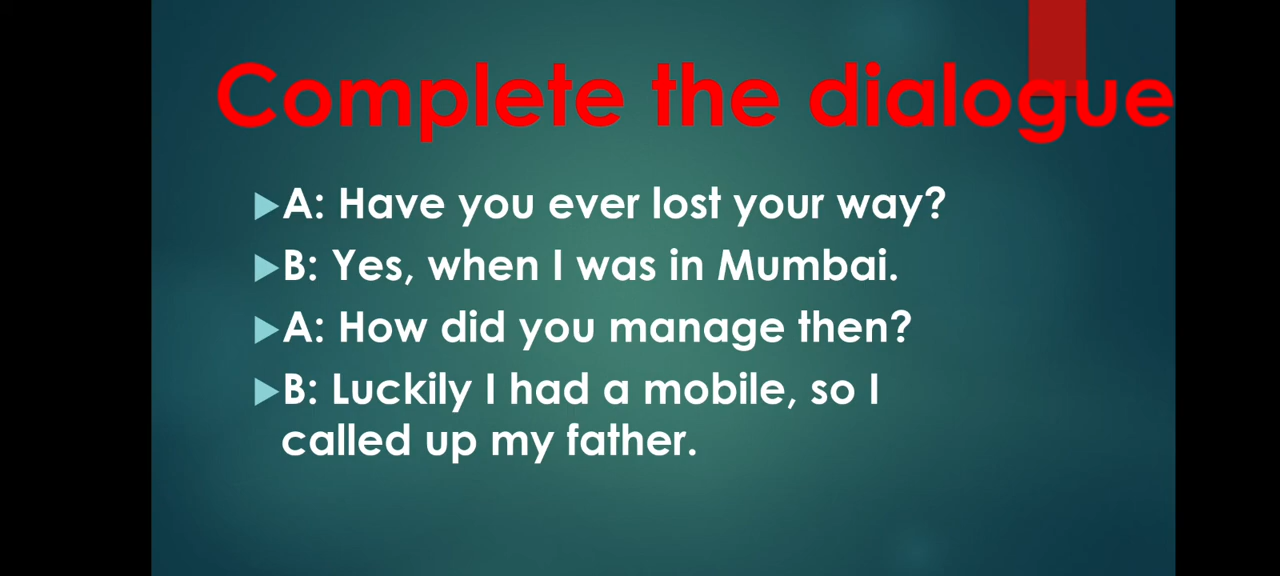 Complete the dialogue
A: Have you ever lost your way?
B: Yes, when I was in Mumbai.
A: How did you manage then?
B: Luckily I had a mobile, so I
called up my father.